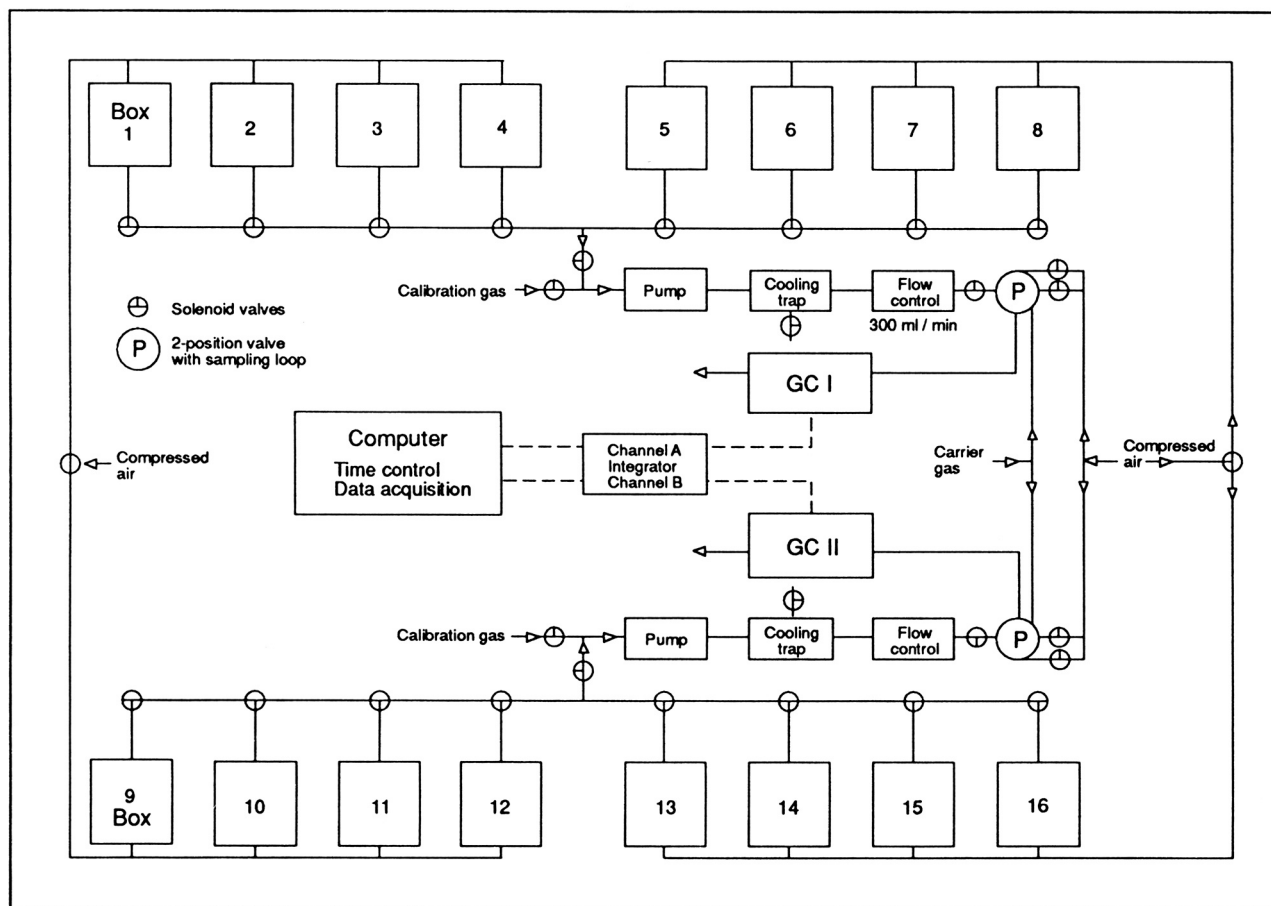 Box
1
2
3
4
5
6
7
8
Calibration gas
Pump
Cooling
trap
Flow
control
300 ml / min
P
Solenoid valves
P
2-position valve
with sampling loop
GC I
Computer
Time control
Data acquisition
Channel A
Integrator
Channel B
Compressed
air
Carrier
gas
Compressed
air
GC II
Calibration gas
Pump
Cooling
trap
Flow
control
P
9
Box
10
11
12
13
14
15
16